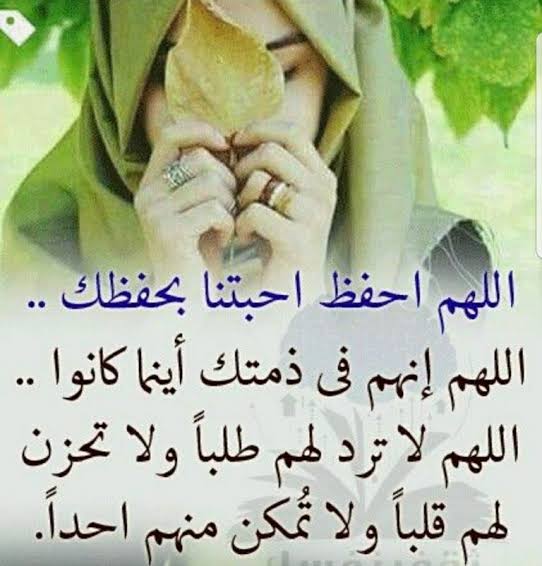 اللهم احفظ احبتنا بحفظك ..
اللهم إنهم فى ذمتك أينما كانوا ..
اللهم لا ترد لهم طلباً ولا تحزن
لهم قلباً ولا تُمكن منهم احداً.